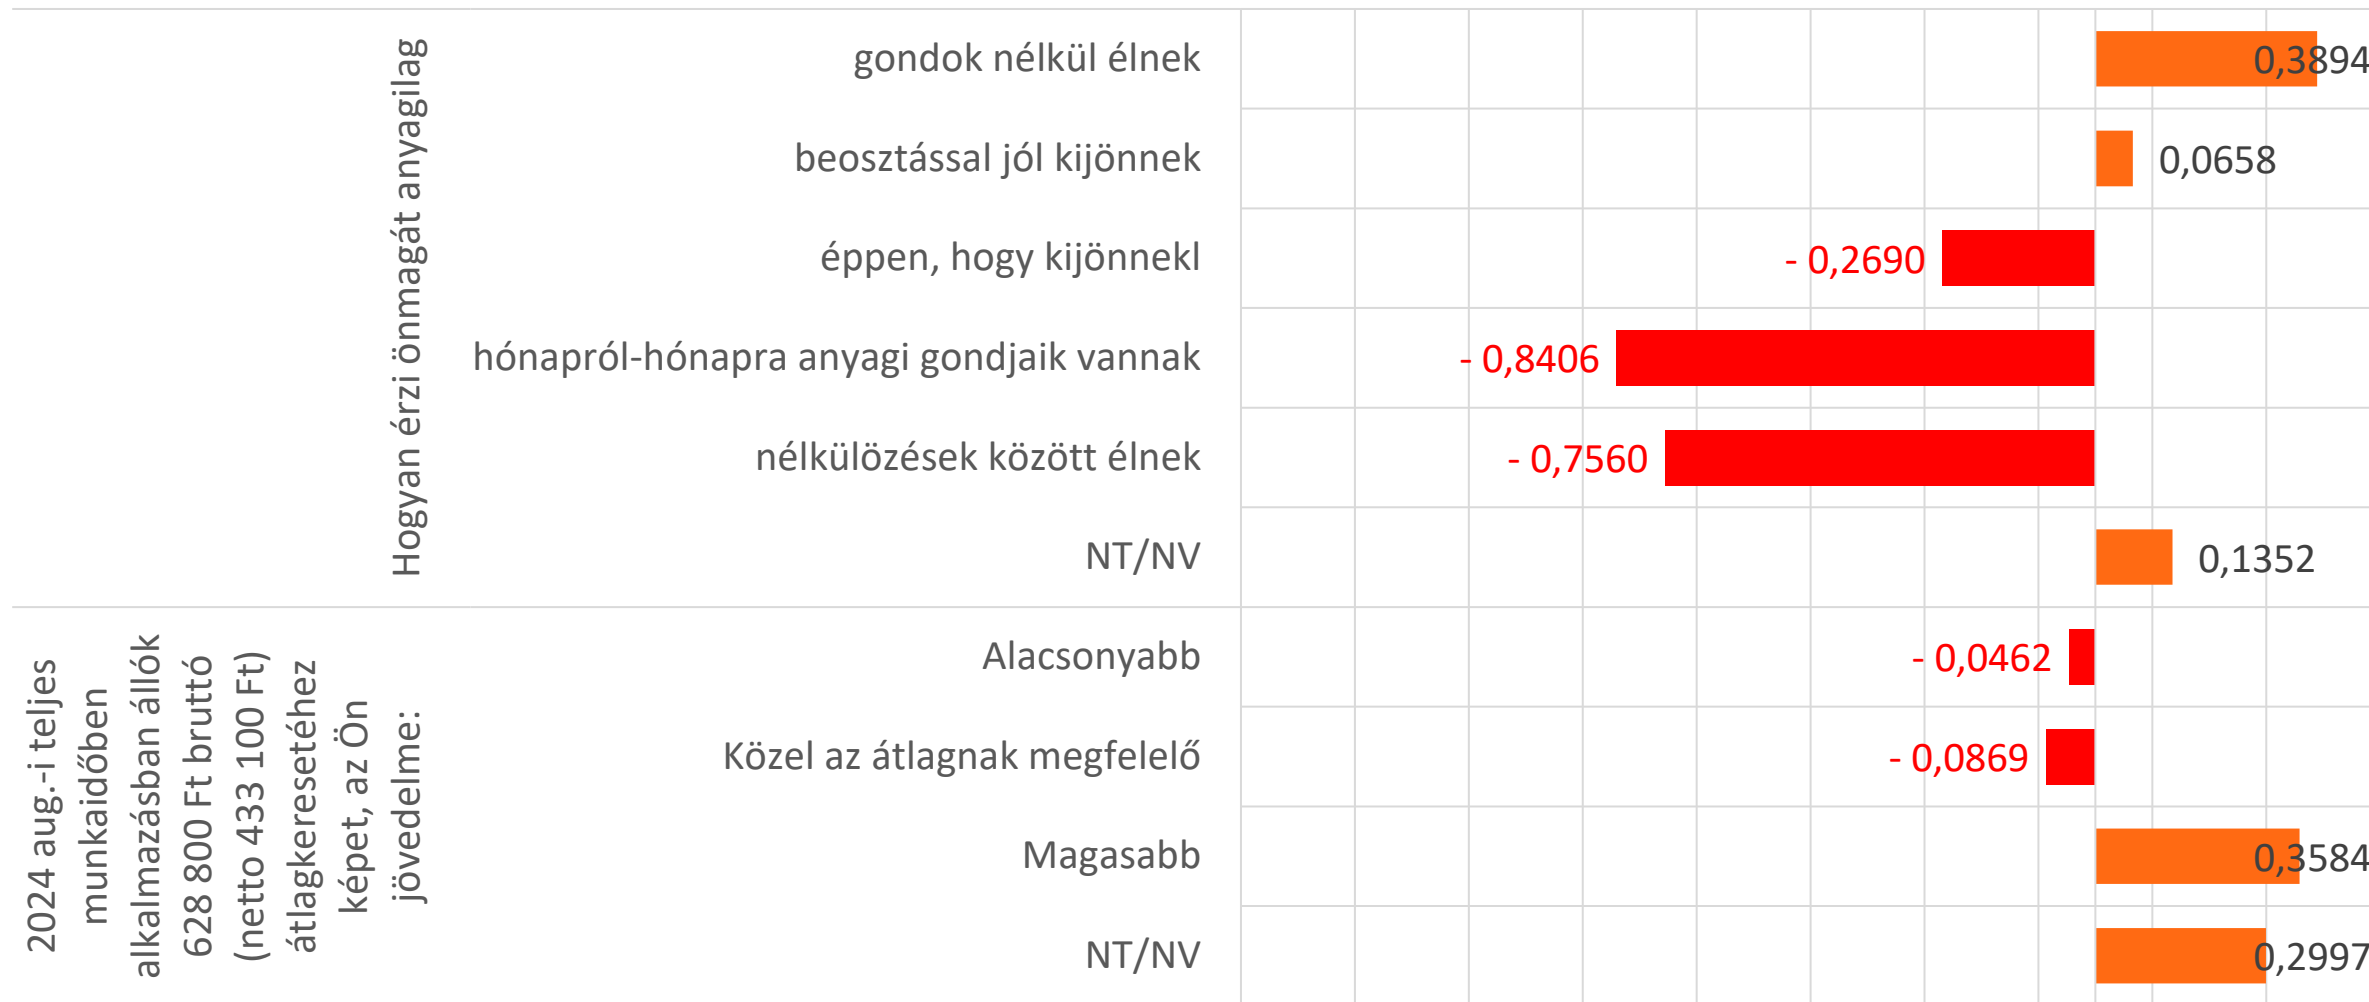 Hogyan érzi önmagát anyagilag
gondok nélkül élnek
0,3894
beosztással jól kijönnek
0,0658
éppen, hogy kijönnekl
- 0,2690
hónapról-hónapra anyagi gondjaik vannak
- 0,8406
nélkülözések között élnek
- 0,7560
NT/NV
0,1352
2024 aug.-i teljes
munkaidőben
alkalmazásban állók
628 800 Ft bruttó
(netto 433 100 Ft)
átlagkeresetéhez
képet, az Ön
jövedelme:
Alacsonyabb
- 0,0462
Közel az átlagnak megfelelő
- 0,0869
Magasabb
0,3584
NT/NV
0,2997